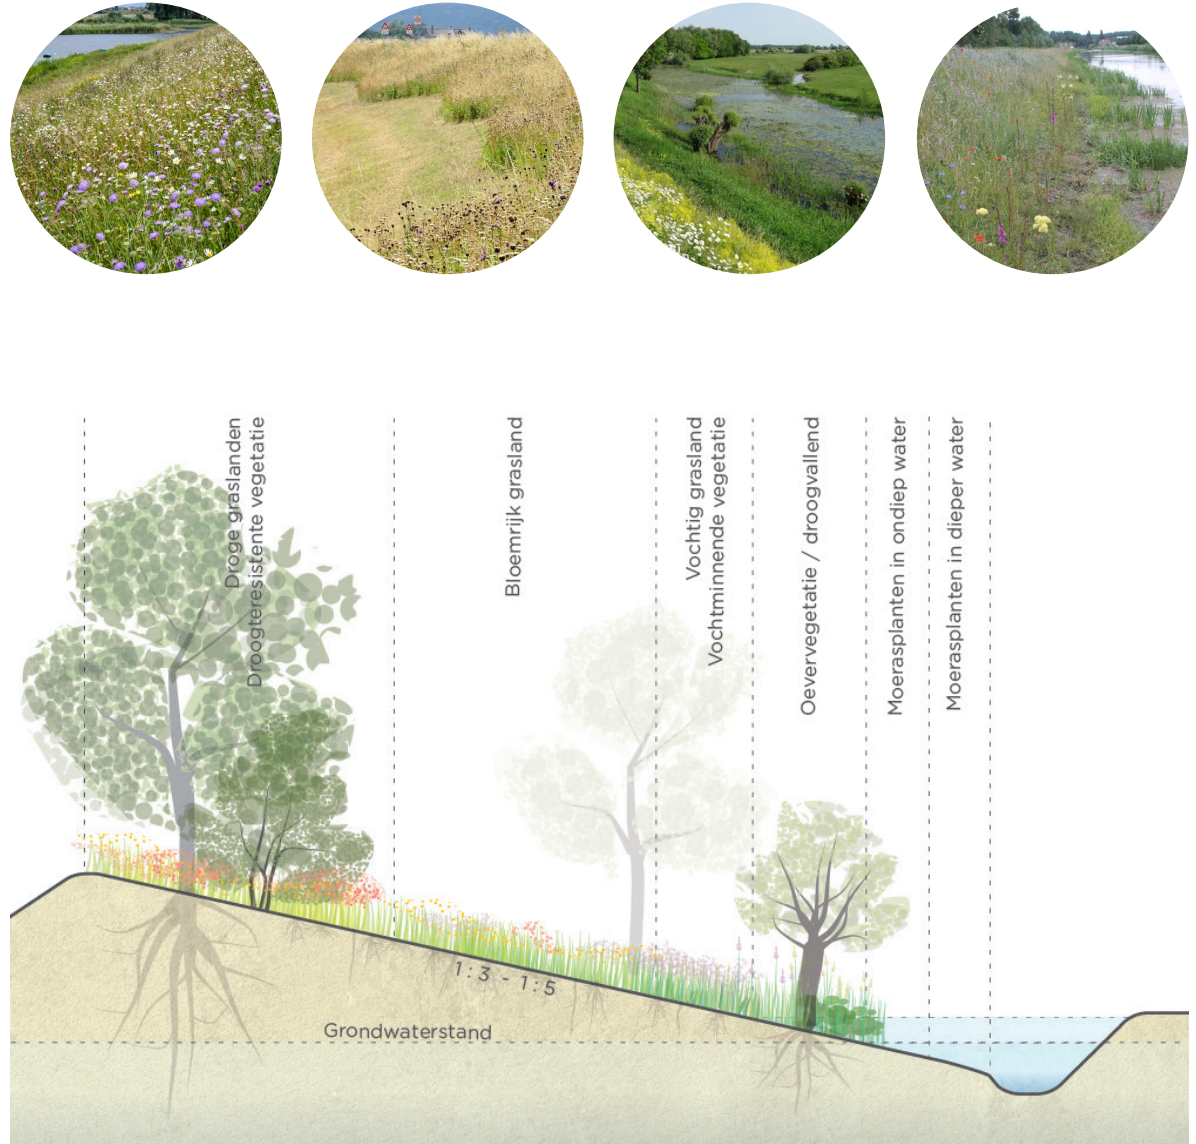 Droge graslanden
Droogteresistente vegetatie
Bloemrijk grasland
Vochtig grasland
Vochtminnende vegetatie
Oevervegetatie / droogvallend
Moerasplanten in ondiep water
Moerasplanten in dieper water
1:3 - 1:5
Grondwaterstand